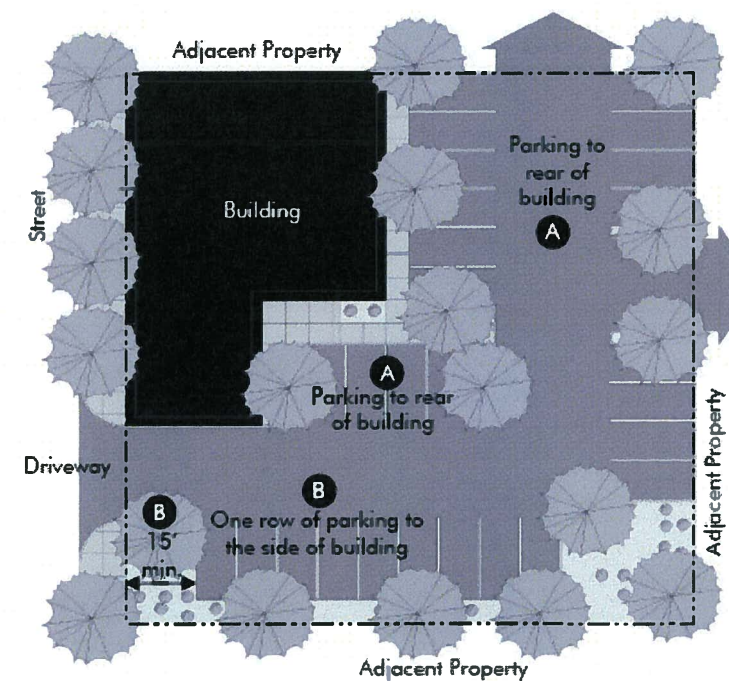 Adjacent Property
Parking to
rear of
building
A
Building
Street
A
Parking to rear
of building
Adjacent Property
Driveway
B
B
One row of parking to
the side of building
15'
min.
Adjacent Property